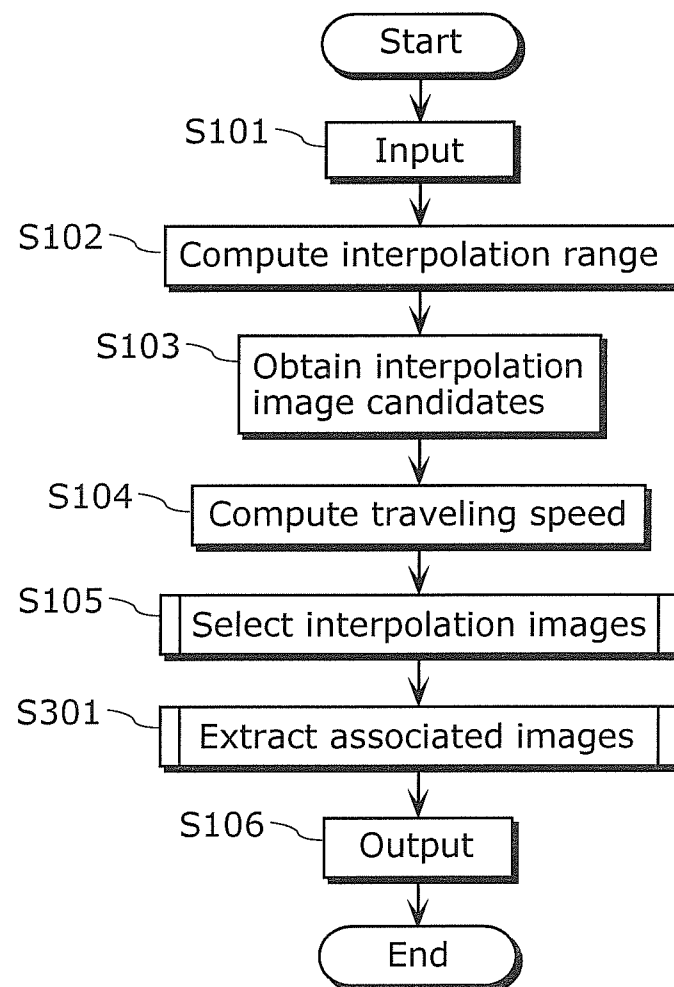 Start
S101
Input
S102
Compute interpolation range
S103
Obtain interpolation
image candidates
S104
Compute traveling speed
S105
Select interpolation images
S301
Extract associated images
S106
Output
End